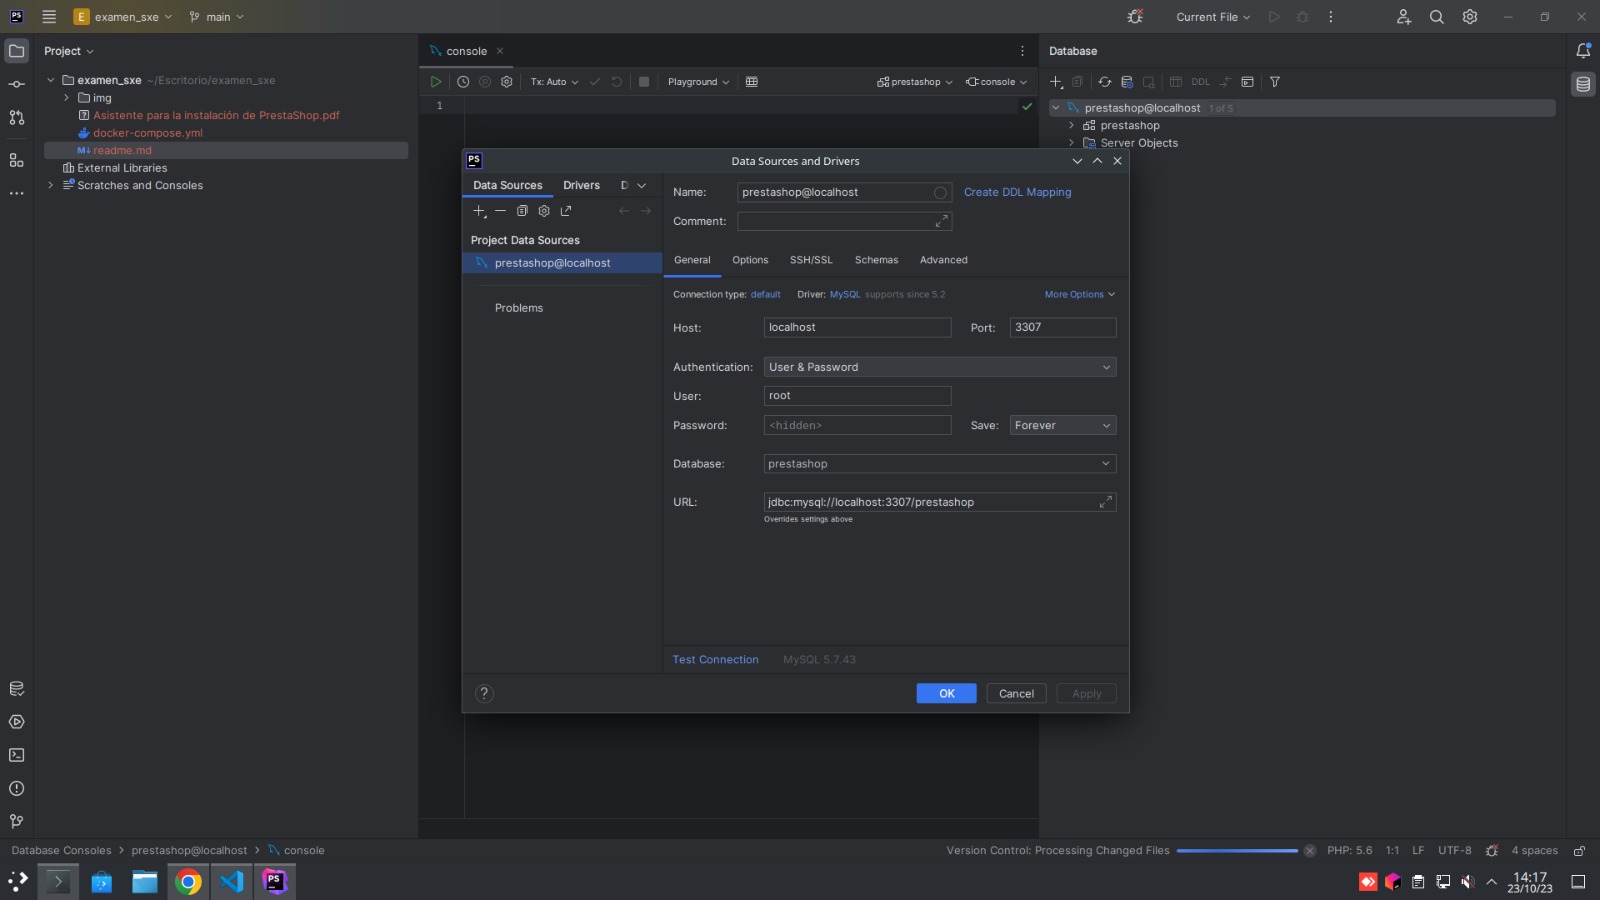 PS
E examen_sxe
main
Current File
Project
examen_sxe ~/Escritorio/examen_sxe
img
Asistente para la instalación de PrestaShop.pdf
docker-compose.yml
M↓ readme.md
External Libraries
Scratches and Consoles
console
Tx: Auto
Playground
prestashop
console
1
Database
DDL
prestashop@localhost 1 of 5
prestashop
Server Objects
PS
Data Sources and Drivers
Data Sources
Drivers
D
Project Data Sources
prestashop@localhost
Problems
Name: prestashop@localhost
Create DDL Mapping
Comment:
General
Options
SSH/SSL
Schemas
Advanced
Connection type: default
Driver: MySQL supports since 5.2
More Options
Host: localhost
Port: 3307
Authentication: User & Password
User: root
Password: <hidden>
Save: Forever
Database: prestashop
URL: jdbc:mysql://localhost:3307/prestashop
Overrides settings above
Test Connection
MySQL 5.7.43
?
OK
Cancel
Apply
Database Consoles > prestashop@localhost > console
Version Control: Processing Changed Files
PHP: 5.6
1:1
LF
UTF-8
4 spaces
PS
14:17
23/10/23